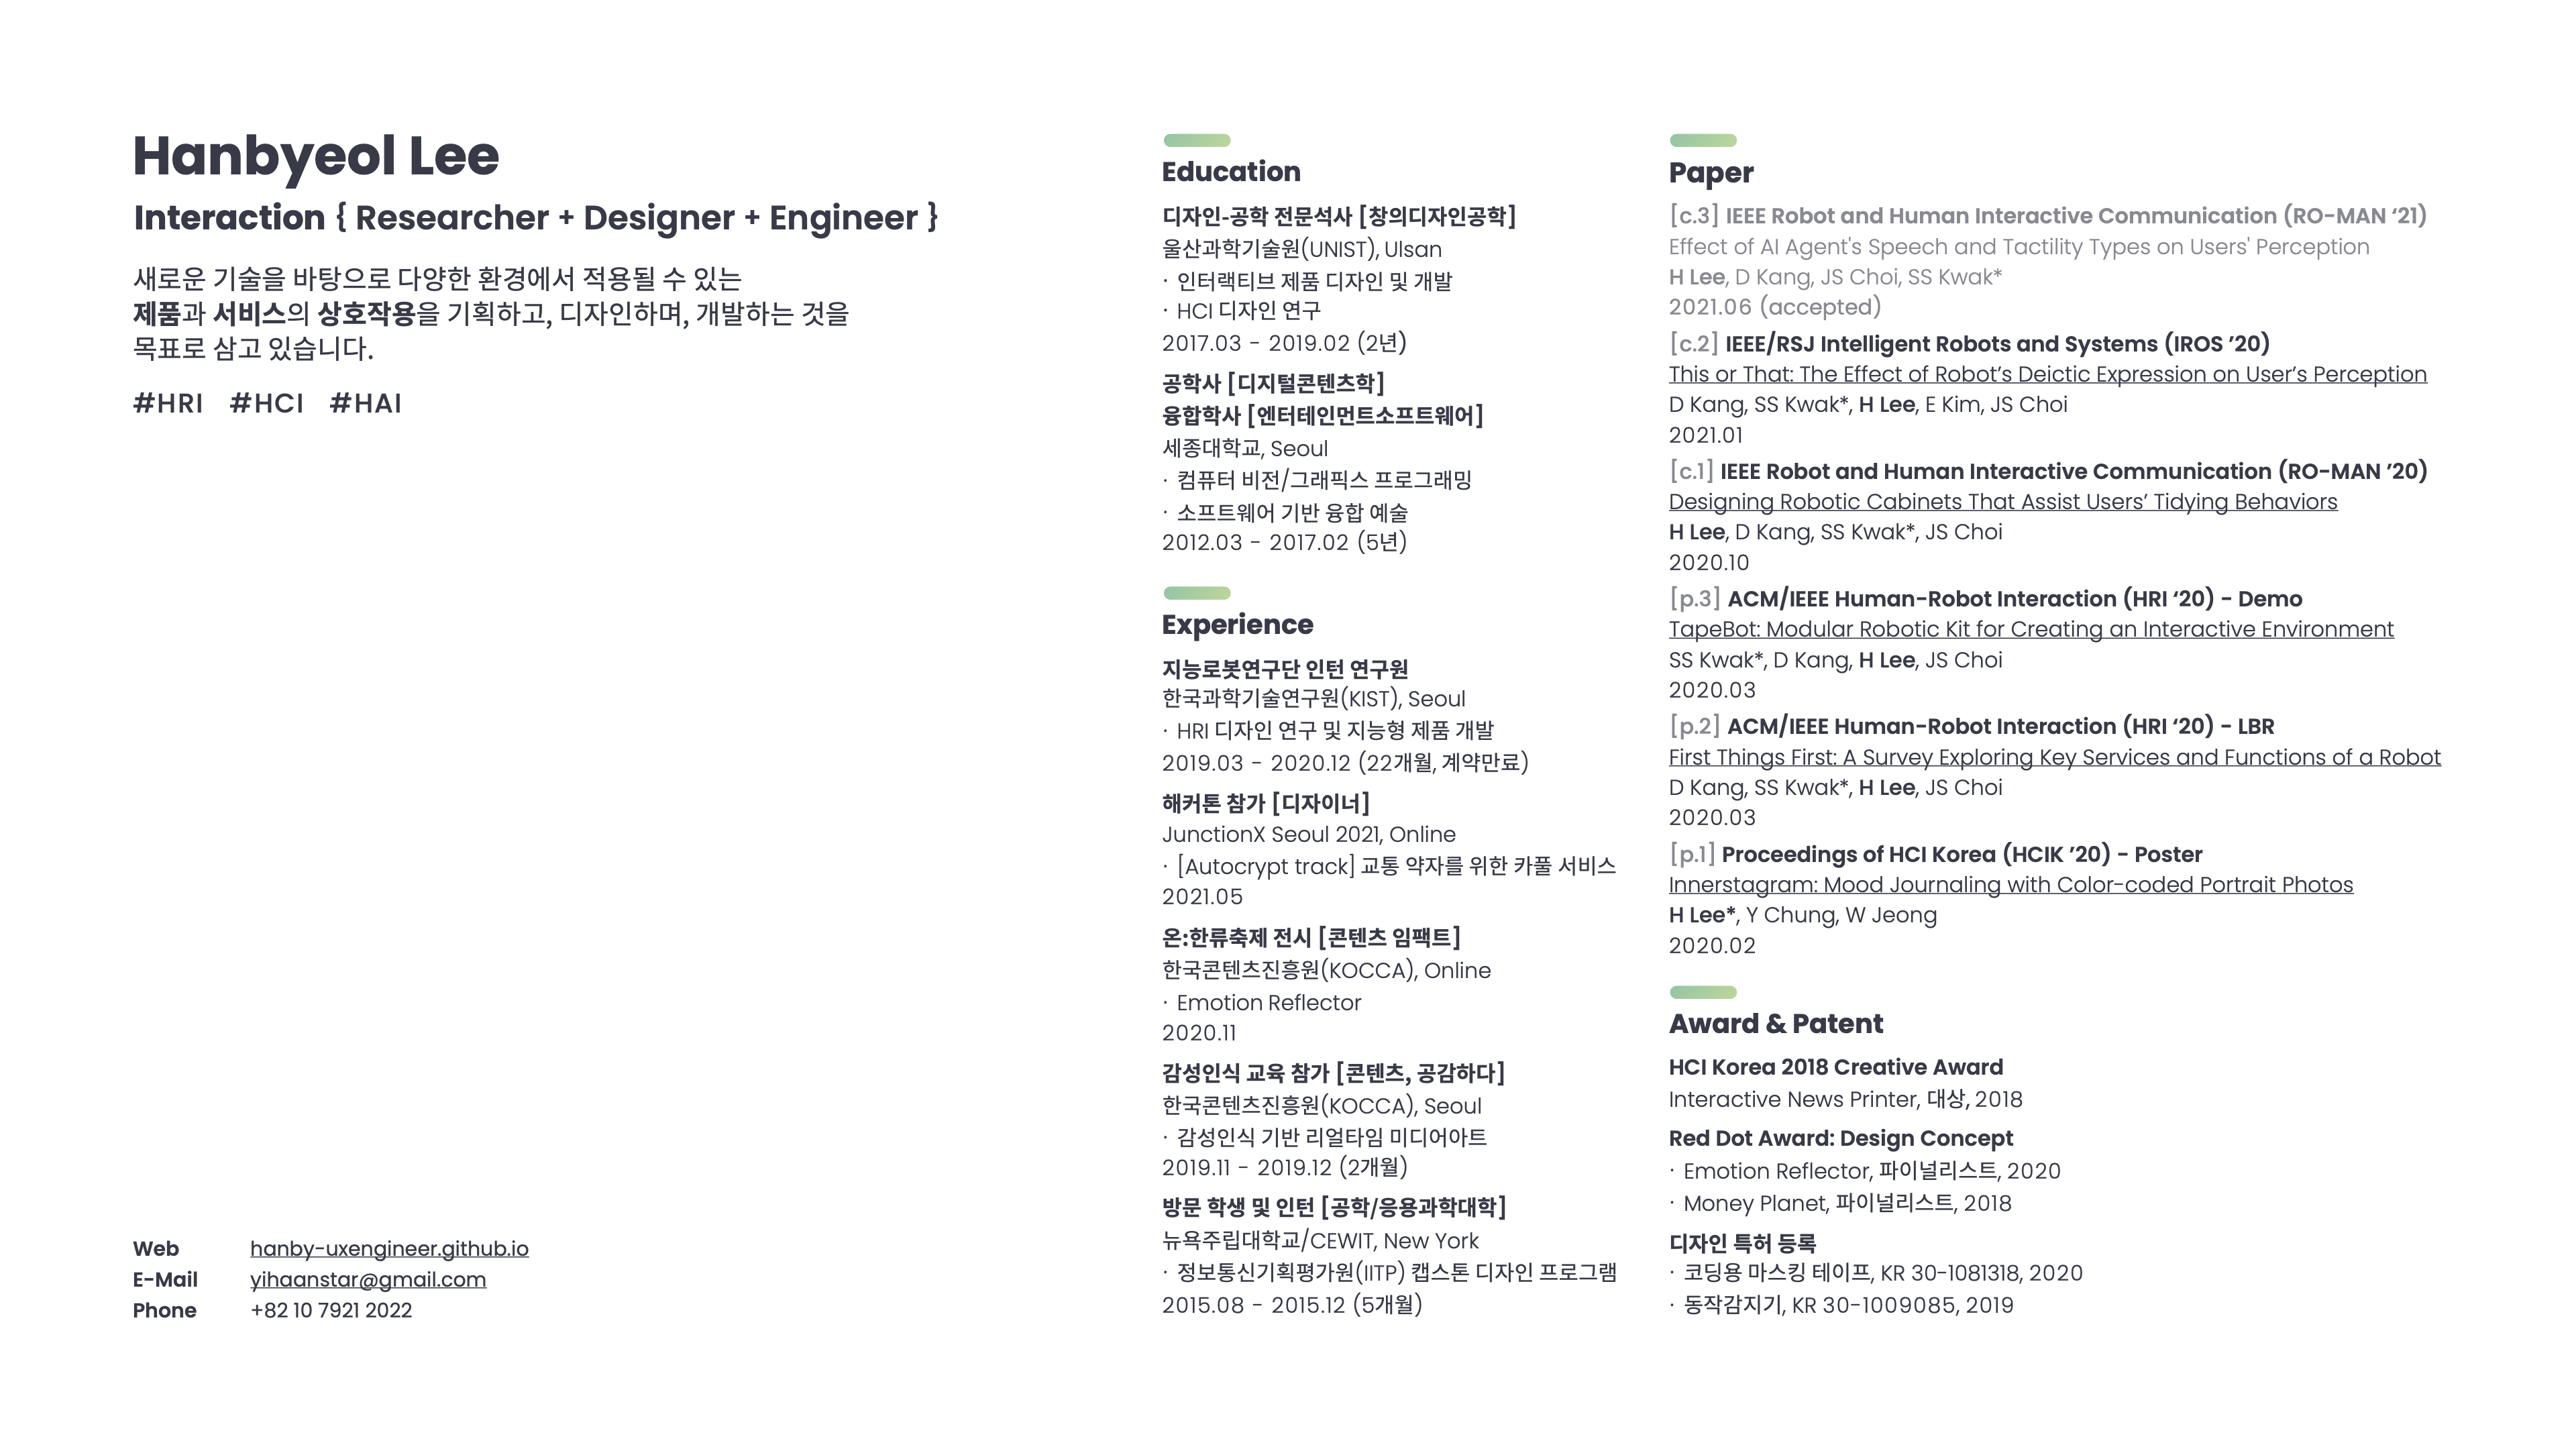 Hanbyeol Lee
Interaction { Researcher + Designer + Engineer }
새로운 기술을 바탕으로 다양한 환경에서 적용될 수 있는
제품과 서비스의 상호작용을 기획하고, 디자인하며, 개발하는 것을
목표로 삼고 있습니다.
#HRI #HCI #HAI
Web hanby-uxengineer.github.io
E-Mail yihaanstar@gmail.com
Phone +82 10 7921 2022
Education
디자인-공학 전문석사 [창의디자인공학]
울산과학기술원(UNIST), Ulsan
· 인터랙티브 제품 디자인 및 개발
· HCI 디자인 연구
2017.03 - 2019.02 (2년)
공학사 [디지털콘텐츠학]
융합학사 [엔터테인먼트소프트웨어]
세종대학교, Seoul
· 컴퓨터 비전/그래픽스 프로그래밍
· 소프트웨어 기반 융합 예술
2012.03 - 2017.02 (5년)
Experience
지능로봇연구단 인턴 연구원
한국과학기술연구원(KIST), Seoul
· HRI 디자인 연구 및 지능형 제품 개발
2019.03 - 2020.12 (22개월, 계약만료)
해커톤 참가 [디자이너]
JunctionX Seoul 2021, Online
· [Autocrypt track] 교통 약자를 위한 카풀 서비스
2021.05
온:한류축제 전시 [콘텐츠 임팩트]
한국콘텐츠진흥원(KOCCA), Online
· Emotion Reflector
2020.11
감성인식 교육 참가 [콘텐츠, 공감하다]
한국콘텐츠진흥원(KOCCA), Seoul
· 감성인식 기반 리얼타임 미디어아트
2019.11 - 2019.12 (2개월)
방문 학생 및 인턴 [공학/응용과학대학]
뉴욕주립대학교/CEWIT, New York
· 정보통신기획평가원(IITP) 캡스톤 디자인 프로그램
2015.08 - 2015.12 (5개월)
Paper
[c.3] IEEE Robot and Human Interactive Communication (RO-MAN ‘21)
Effect of AI Agent's Speech and Tactility Types on Users' Perception
H Lee, D Kang, JS Choi, SS Kwak*
2021.06 (accepted)
[c.2] IEEE/RSJ Intelligent Robots and Systems (IROS ’20)
This or That: The Effect of Robot’s Deictic Expression on User’s Perception
D Kang, SS Kwak*, H Lee, E Kim, JS Choi
2021.01
[c.1] IEEE Robot and Human Interactive Communication (RO-MAN ’20)
Designing Robotic Cabinets That Assist Users’ Tidying Behaviors
H Lee, D Kang, SS Kwak*, JS Choi
2020.10
[p.3] ACM/IEEE Human-Robot Interaction (HRI ‘20) - Demo
TapeBot: Modular Robotic Kit for Creating an Interactive Environment
SS Kwak*, D Kang, H Lee, JS Choi
2020.03
[p.2] ACM/IEEE Human-Robot Interaction (HRI ‘20) - LBR
First Things First: A Survey Exploring Key Services and Functions of a Robot
D Kang, SS Kwak*, H Lee, JS Choi
2020.03
[p.1] Proceedings of HCI Korea (HCIK ’20) - Poster
Innerstagram: Mood Journaling with Color-coded Portrait Photos
H Lee*, Y Chung, W Jeong
2020.02
Award & Patent
HCI Korea 2018 Creative Award
Interactive News Printer, 대상, 2018
Red Dot Award: Design Concept
· Emotion Reflector, 파이널리스트, 2020
· Money Planet, 파이널리스트, 2018
디자인 특허 등록
· 코딩용 마스킹 테이프, KR 30-1081318, 2020
· 동작감지기, KR 30-1009085, 2019